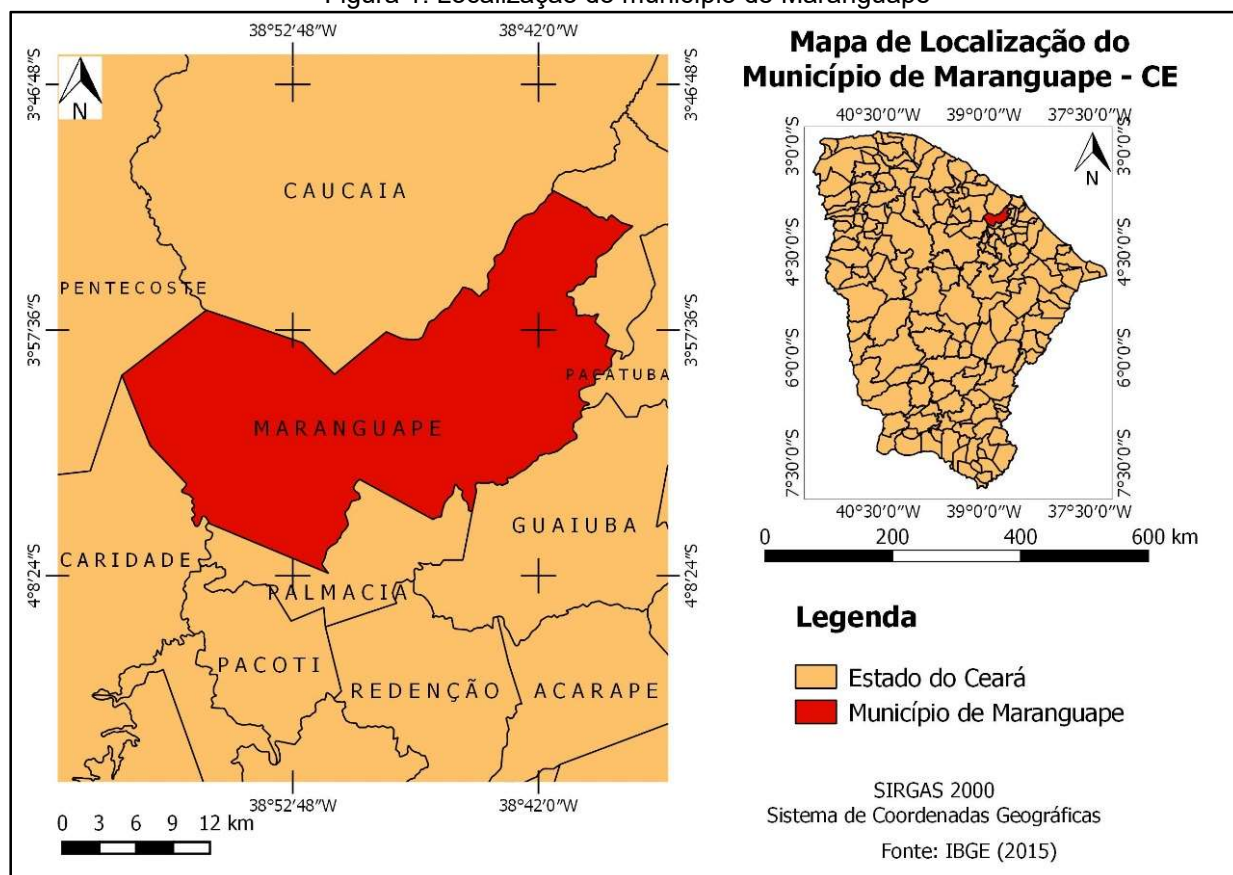 Figura 1: Localização do município de Maranguape
38°52'48"W
38°42'0"W
3°46'48"S
3°46'48"S
N
CAUCAIA
PENTECOSTE
3°57'36"S
3°57'36"S
PACATUBA
MARANGUAPE
GUAIUBA
CARIDADE
4°8'24"S
4°8'24"S
PALMACIA
PACOTI
REDENÇÃO
ACARAPE
38°52'48"W
38°42'0"W
0 3 6 9 12 km
Mapa de Localização do
Município de Maranguape - CE
40°30'0"W
39°0'0"W
37°30'0"W
3°0'0"S
3°0'0"S
N
4°30'0"S
4°30'0"S
6°0'0"S
6°0'0"S
7°30'0"S
7°30'0"S
40°30'0"W
39°0'0"W
37°30'0"W
0 200 400 600 km
Legenda
Estado do Ceará
Município de Maranguape
SIRGAS 2000
Sistema de Coordenadas Geográficas
Fonte: IBGE (2015)